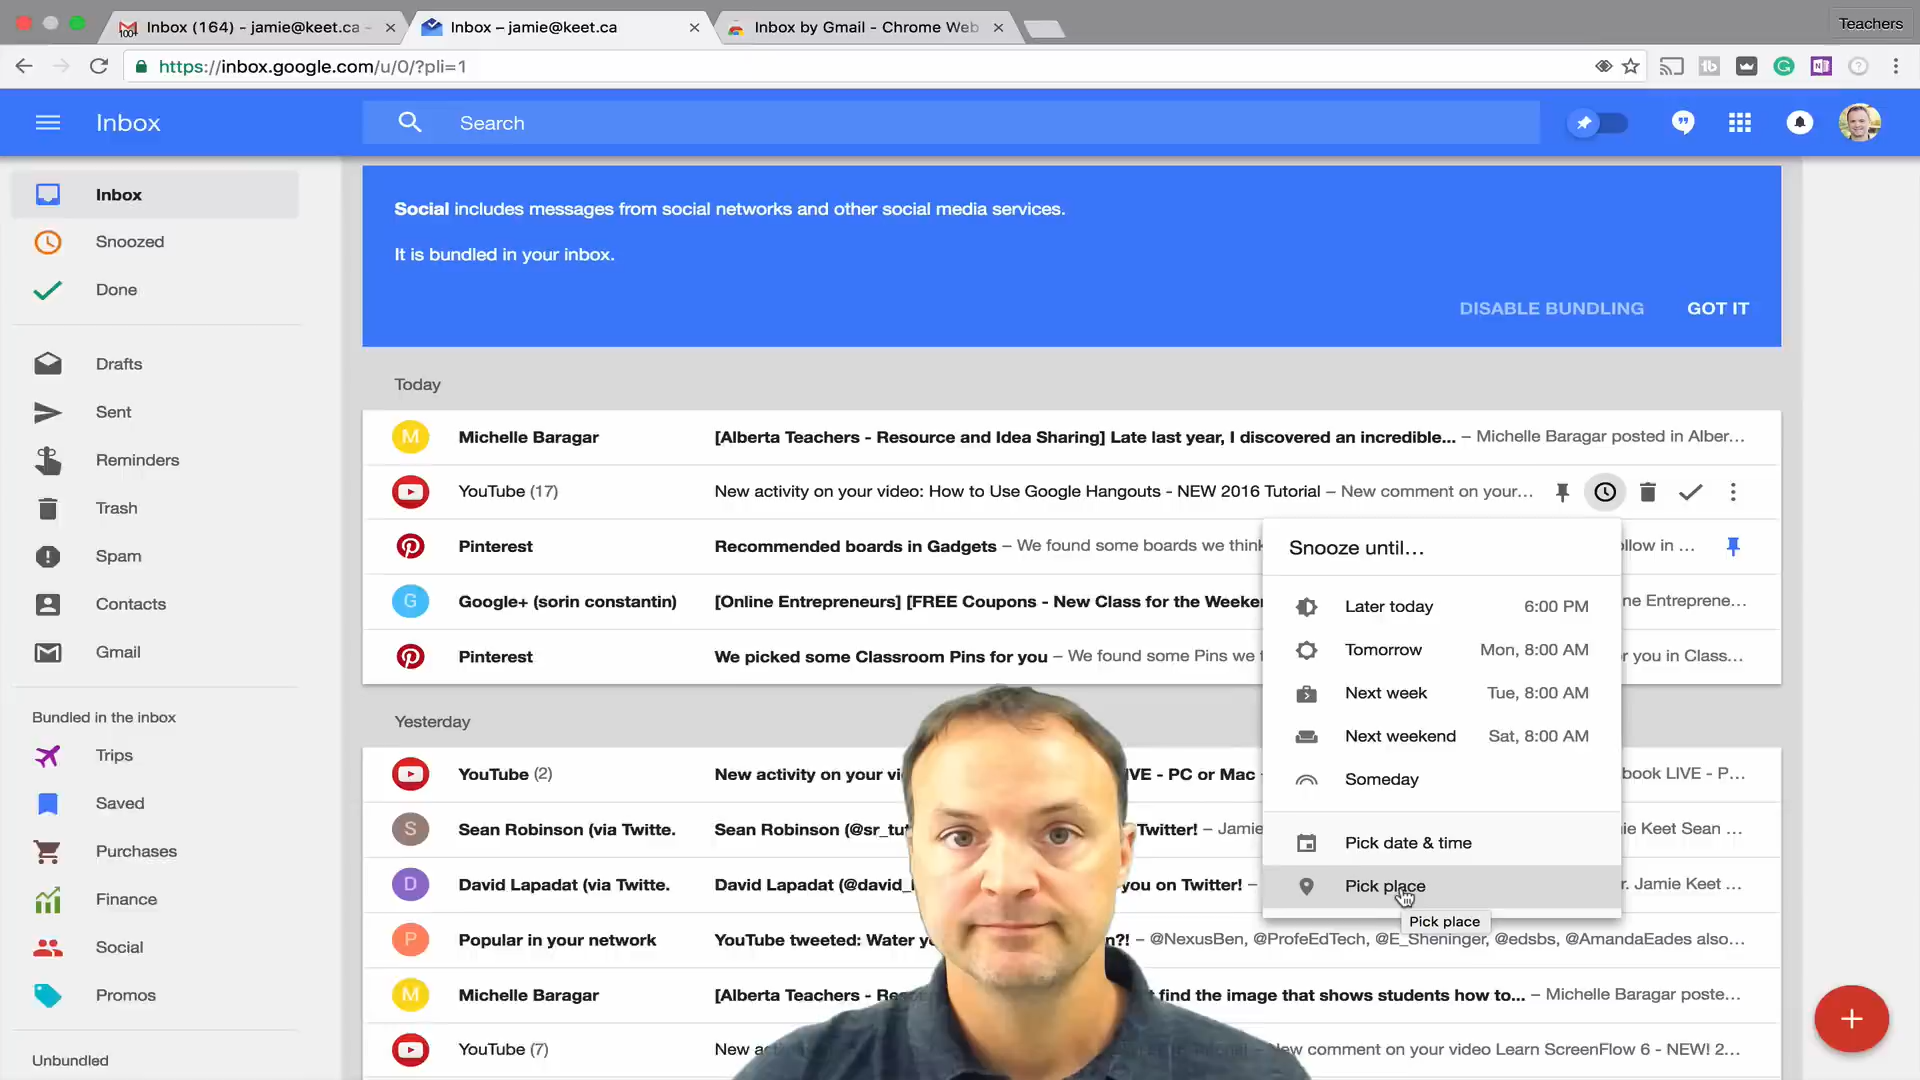 Inbox (164) - jamie@keet.ca -
Inbox – jamie@keet.ca
Inbox by Gmail - Chrome Web
Teachers
https://inbox.google.com/u/0/?pli=1
Inbox
Search
Inbox
Snoozed
Done
Drafts
Sent
Reminders
Trash
Spam
Contacts
Gmail
Bundled in the inbox
Trips
Saved
Purchases
Finance
Social
Promos
Unbundled
Social includes messages from social networks and other social media services.
It is bundled in your inbox.
DISABLE BUNDLING GOT IT
Today
M Michelle Baragar [Alberta Teachers - Resource and Idea Sharing] Late last year, I discovered an incredible... – Michelle Baragar posted in Alber...
YouTube (17) New activity on your video: How to Use Google Hangouts - NEW 2016 Tutorial – New comment on your...
Pinterest Recommended boards in Gadgets – We found some boards we think ollow in ...
G Google+ (sorin constantin) [Online Entrepreneurs] [FREE Coupons - New Class for the Weeken ne Entreprene...
Pinterest We picked some Classroom Pins for you – We found some Pins we t r you in Class...
Snooze until...
Later today 6:00 PM
Tomorrow Mon, 8:00 AM
Next week Tue, 8:00 AM
Next weekend Sat, 8:00 AM
Someday
Pick date & time
Pick place
Pick place
Yesterday
YouTube (2) New activity on your vi VE - PC or Mac – book LIVE - P...
S Sean Robinson (via Twitte. Sean Robinson (@sr_tut Twitter! – Jamie ie Keet Sean ...
D David Lapadat (via Twitte. David Lapadat (@david_l you on Twitter! – r. Jamie Keet ...
P Popular in your network YouTube tweeted: Water yo n?! – @NexusBen, @ProfeEdTech, @E_Sheninger, @edsbs, @AmandaEades also...
M Michelle Baragar [Alberta Teachers - Res t find the image that shows students how to... – Michelle Baragar poste...
YouTube (7) New a ew comment on your video Learn ScreenFlow 6 - NEW! 2...